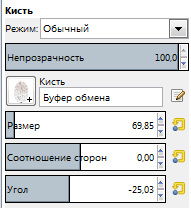 Кисть
Режим: Обычный
Непрозрачность 100,0
Кисть
Буфер обмена
Размер 69,85
Соотношение сторон 0,00
Угол -25,03